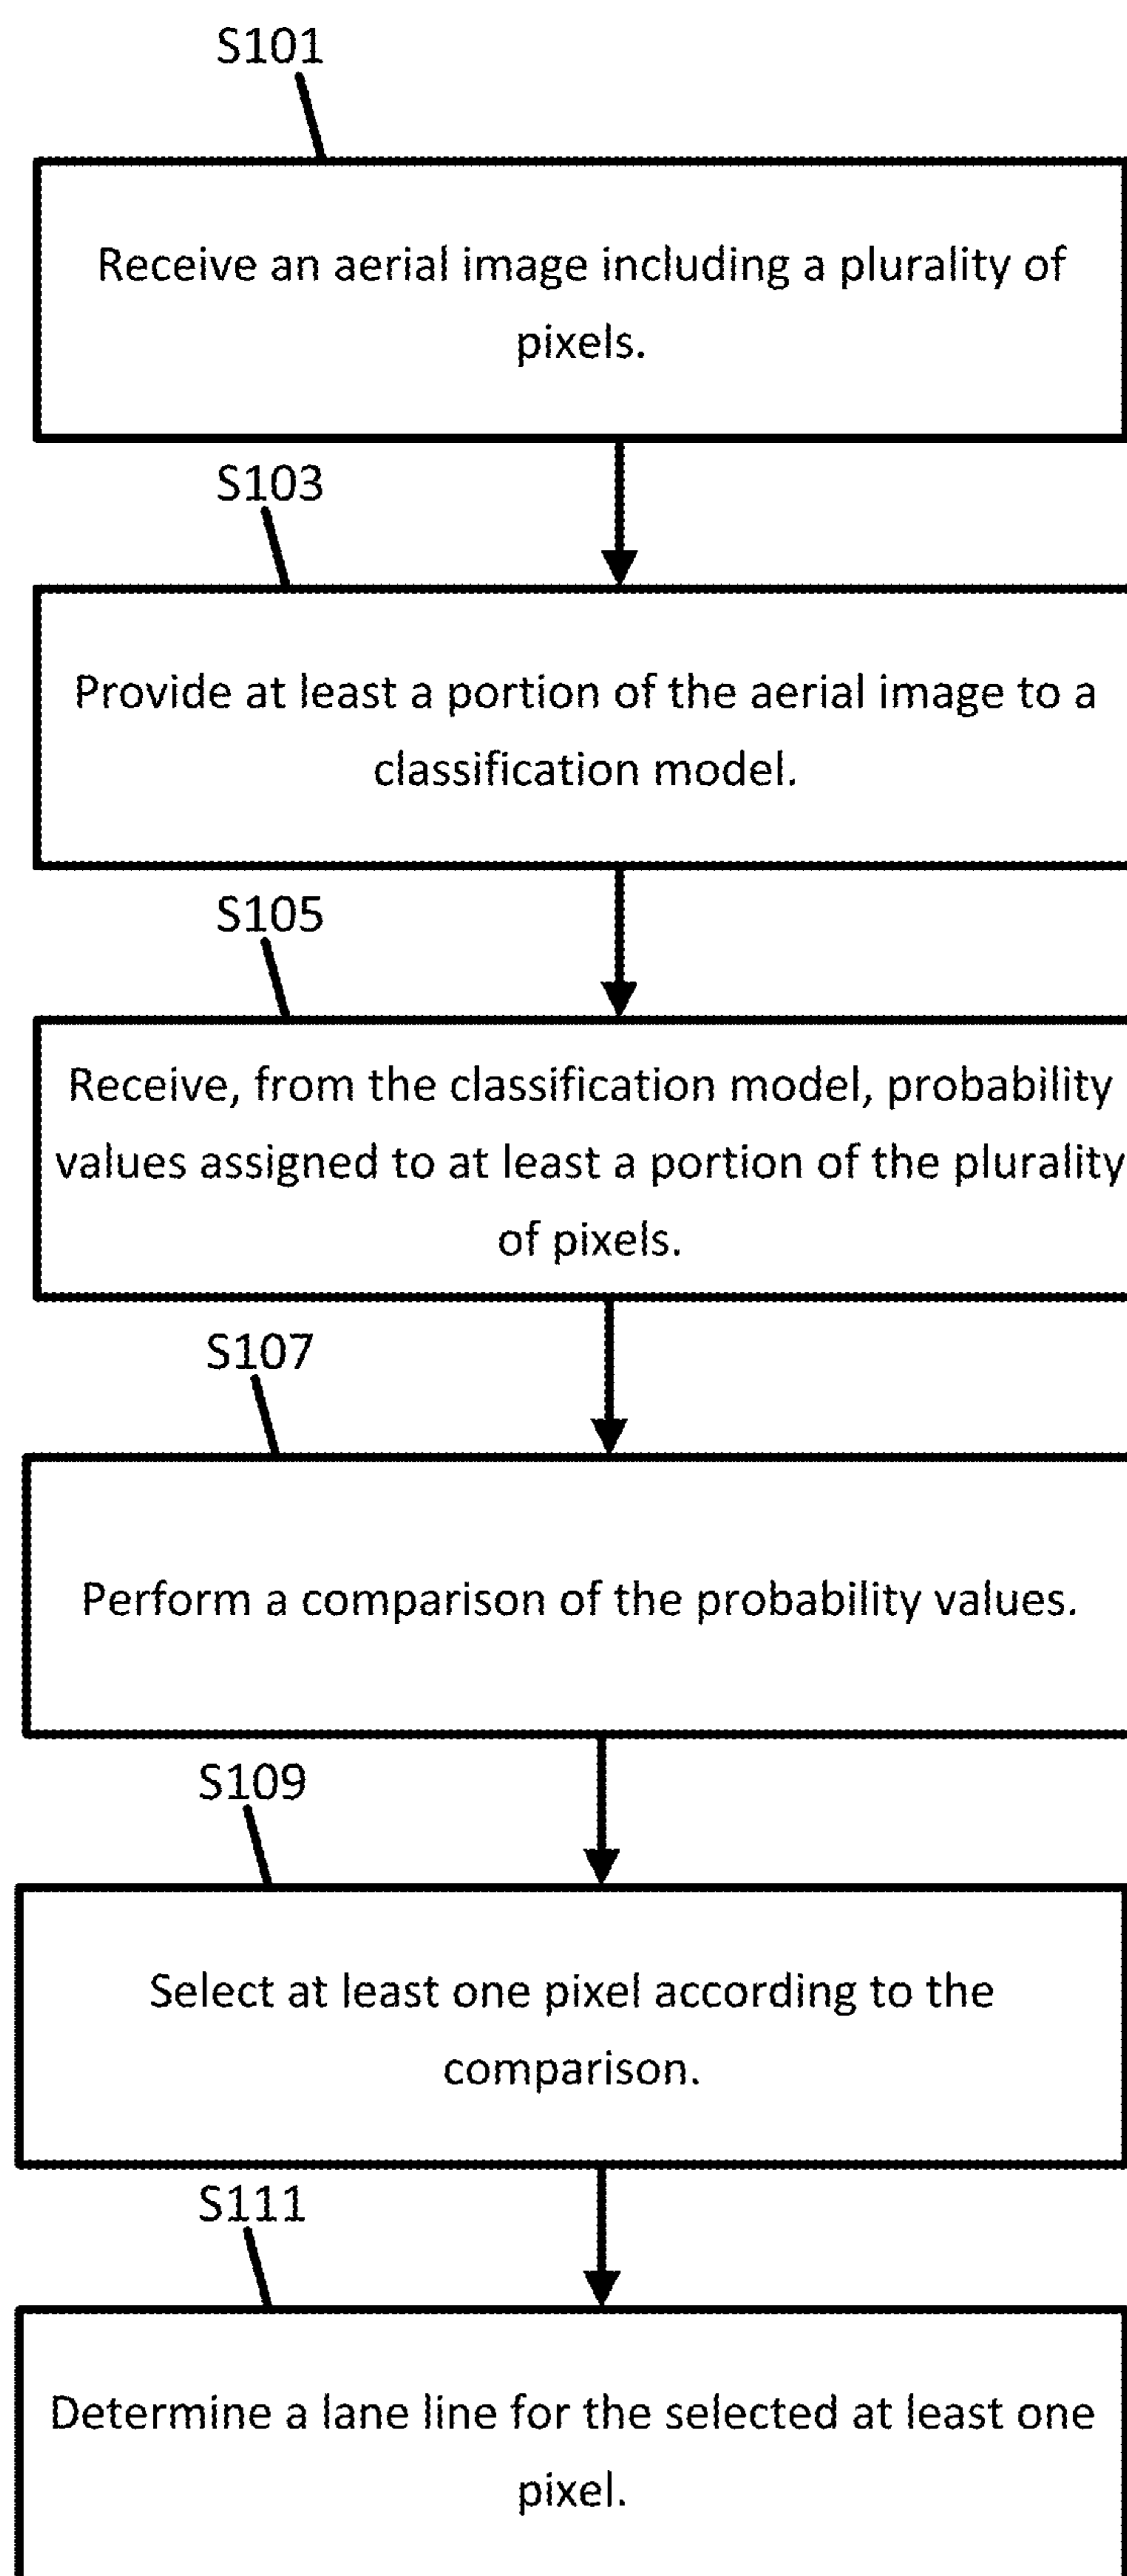 S101
Receive an aerial image including a plurality of
pixels.
S103
Provide at least a portion of the aerial image to a
classification model.
S105
Receive, from the classification model, probability
values assigned to at least a portion of the plurality
of pixels.
S107
Perform a comparison of the probability values.
S109
Select at least one pixel according to the
comparison.
S111
Determine a lane line for the selected at least one
pixel.